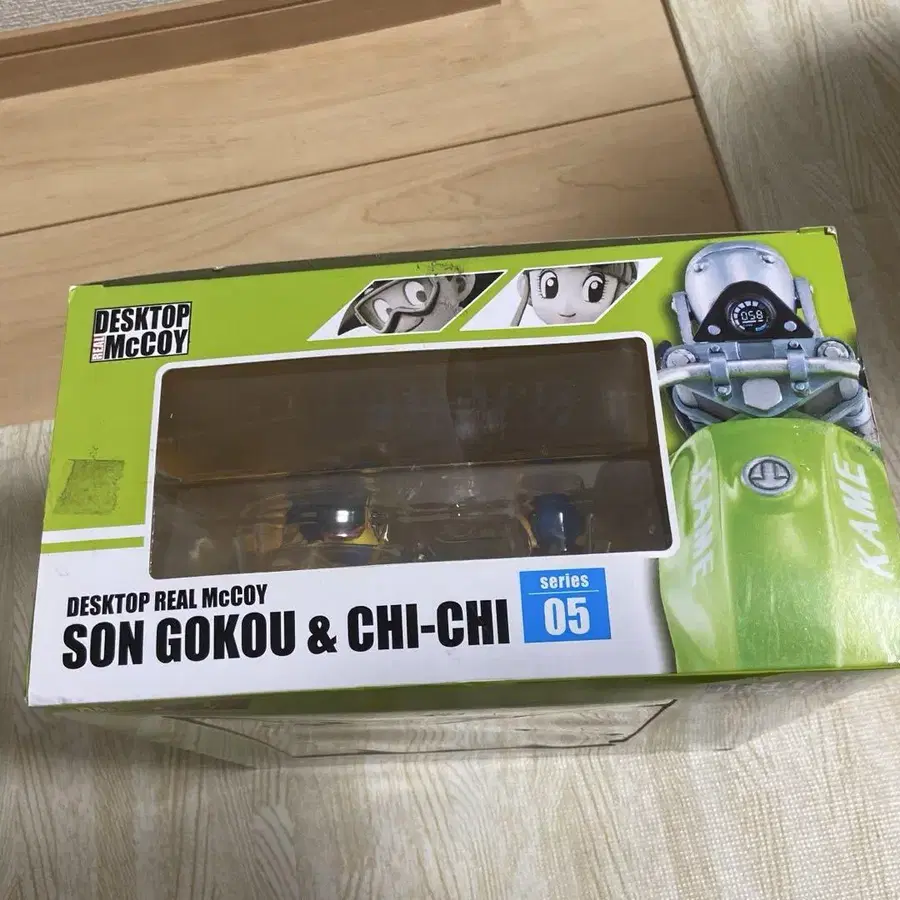 DESKTOP
REAL McCOY
058
KAME
KAME
DESKTOP REAL McCOY
SON GOKOU & CHI-CHI
series
05